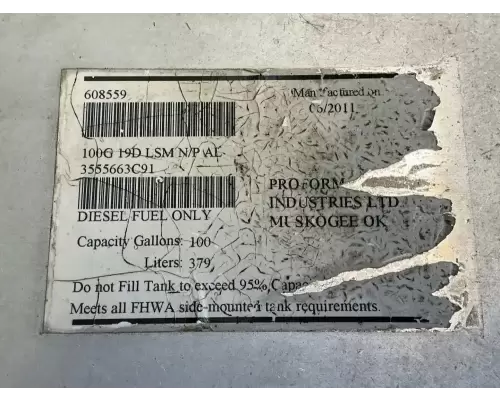 608559
Manufactured on
06/2011
100G 19D LSM N/P AL
3555663C91
PROFORM
INDUSTRIES LTD
MUSKOGEE OK
DIESEL FUEL ONLY
Capacity Gallons: 100
Liters: 379
Do not Fill Tank to exceed 95%,
Meets all FHWA side-mounted tank requirements.